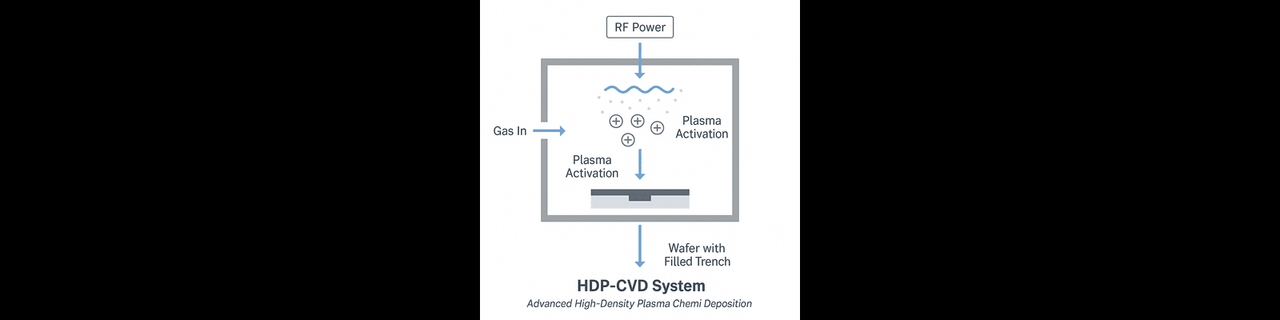 RF Power
Gas In
Plasma
Activation
Plasma
Activation
Wafer with
Filled Trench
HDP-CVD System
Advanced High-Density Plasma Chemi Deposition